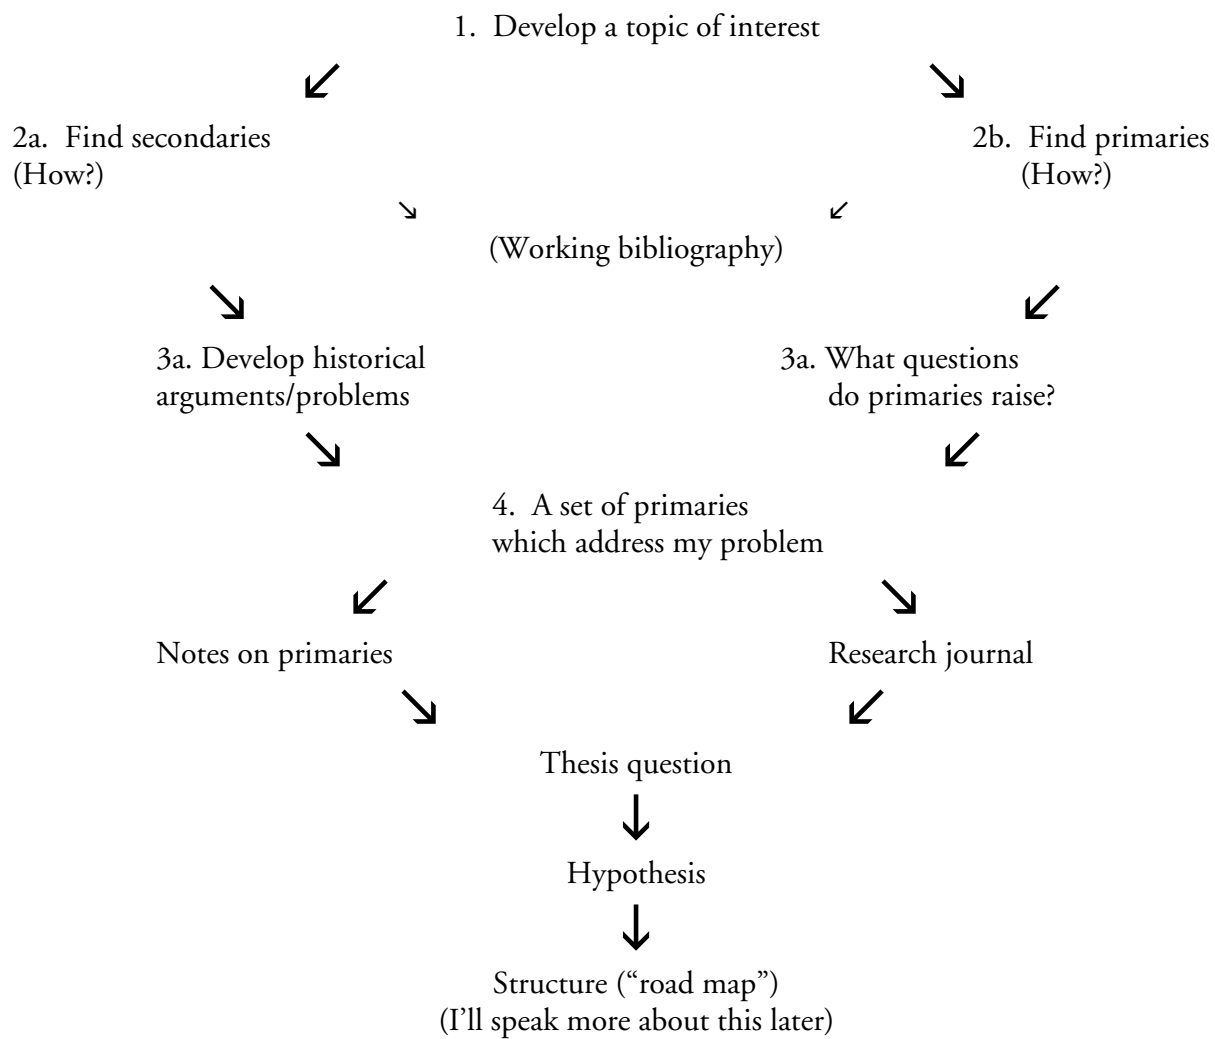 1. Develop a topic of interest
2a. Find secondaries
(How?)
2b. Find primaries
(How?)
(Working bibliography)
3a. Develop historical
arguments/problems
3a. What questions
do primaries raise?
4. A set of primaries
which address my problem
Notes on primaries
Research journal
Thesis question
Hypothesis
Structure (“road map”)
(I’ll speak more about this later)